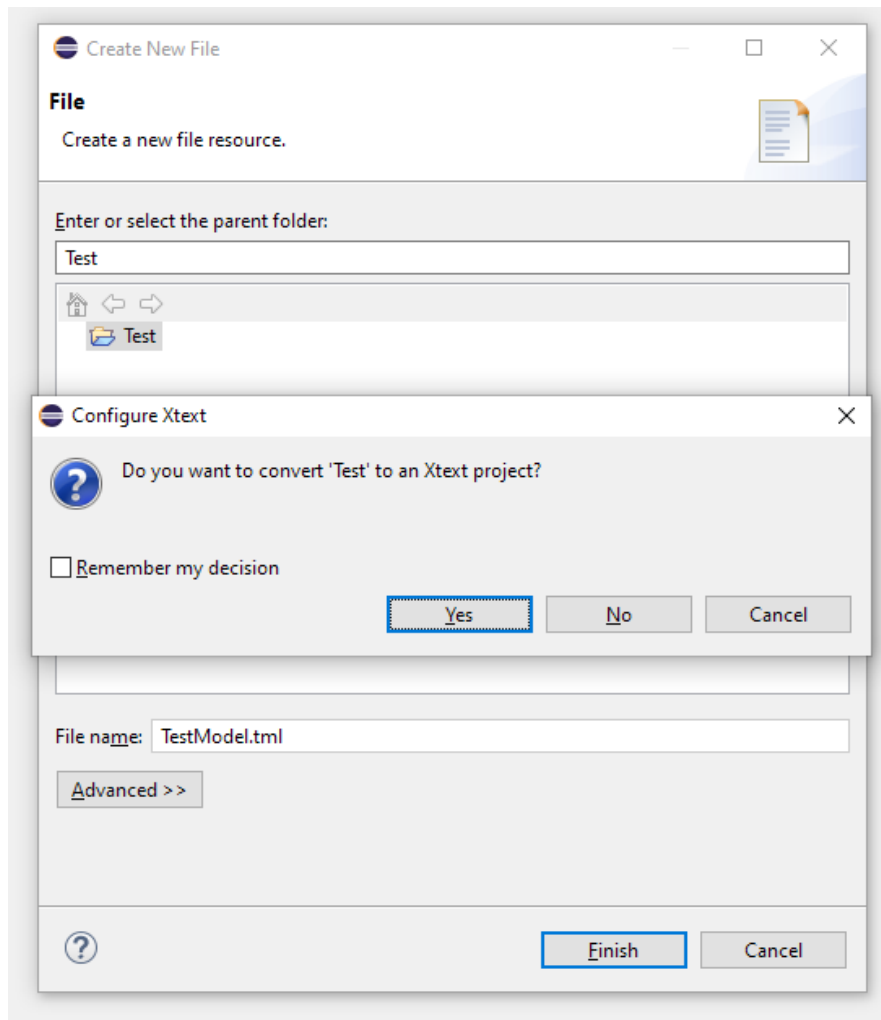 Create New File
File
Create a new file resource.
Enter or select the parent folder:
Test
Test
Configure Xtext
Do you want to convert 'Test' to an Xtext project?
Remember my decision
Yes No Cancel
File name: TestModel.tml
Advanced >>
Finish Cancel